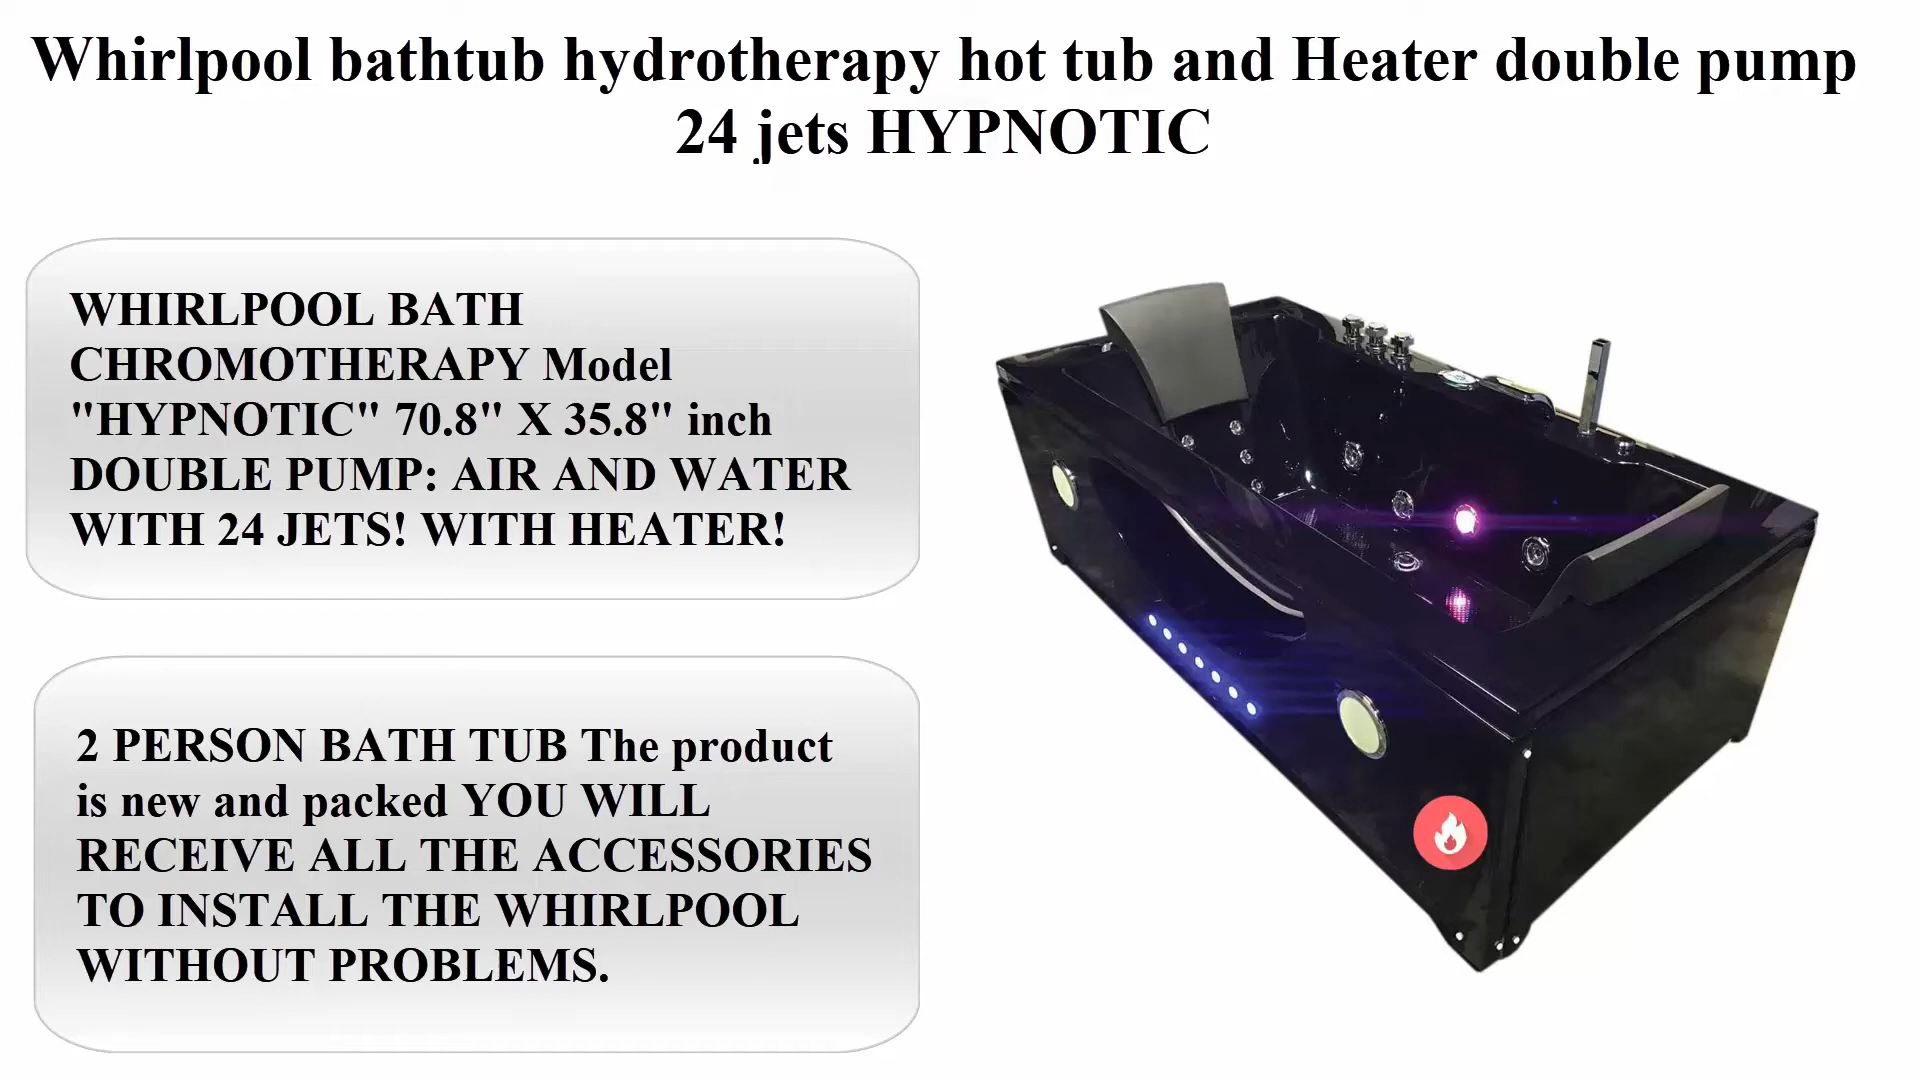 Whirlpool bathtub hydrotherapy hot tub and Heater double pump
24 jets HYPNOTIC
WHIRLPOOL BATH
CHROMOTHERAPY Model
"HYPNOTIC" 70.8" X 35.8" inch
DOUBLE PUMP: AIR AND WATER
WITH 24 JETS! WITH HEATER!
2 PERSON BATH TUB The product
is new and packed YOU WILL
RECEIVE ALL THE ACCESSORIES
TO INSTALL THE WHIRLPOOL
WITHOUT PROBLEMS.